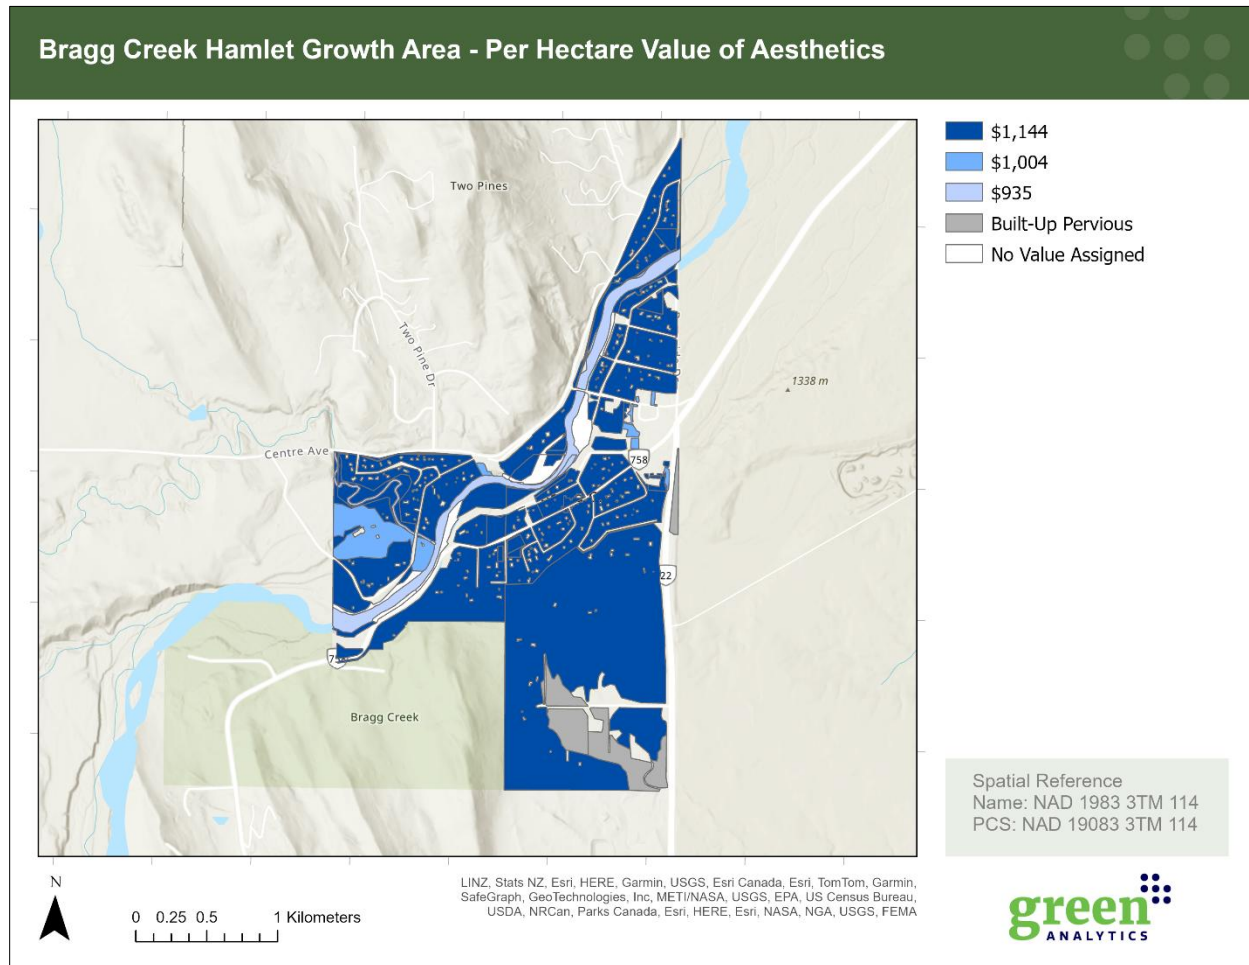 Bragg Creek Hamlet Growth Area - Per Hectare Value of Aesthetics
$1,144
$1,004
$935
Built-Up Pervious
No Value Assigned
Two Pines
Two Pine Dr
1338 m
Centre Ave
758
22
Bragg Creek
Spatial Reference
Name: NAD 1983 3TM 114
PCS: NAD 19083 3TM 114
N
0 0.25 0.5 1 Kilometers
LINZ, Stats NZ, Esri, HERE, Garmin, USGS, Esri Canada, Esri, TomTom, Garmin,
SafeGraph, GeoTechnologies, Inc, METI/NASA, USGS, EPA, US Census Bureau,
USDA, NRCan, Parks Canada, Esri, HERE, Esri, NASA, NGA, USGS, FEMA
green
ANALYTICS